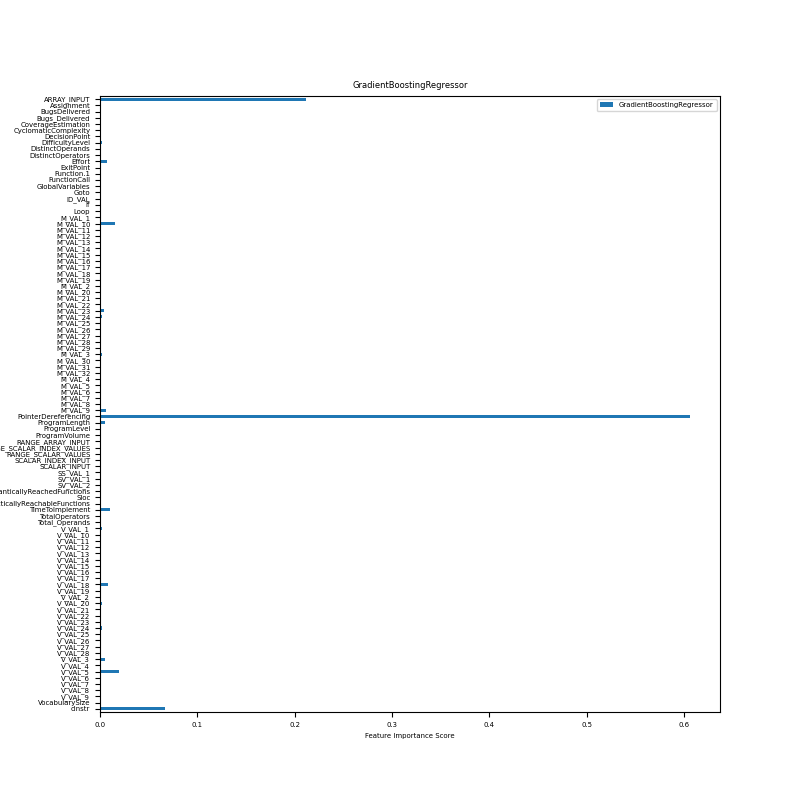 GradientBoostingRegressor
GradientBoostingRegressor
ARRAY_INPUT
Assignment
BugsDelivered
Bugs_Delivered
CoverageEstimation
CyclomaticComplexity
DecisionPoint
DifficultyLevel
DistinctOperands
DistinctOperators
Effort
ExitPoint
Function.1
FunctionCall
GlobalVariables
Goto
ID_VAL
If
Loop
M_VAL_1
M_VAL_10
M_VAL_11
M_VAL_12
M_VAL_13
M_VAL_14
M_VAL_15
M_VAL_16
M_VAL_17
M_VAL_18
M_VAL_19
M_VAL_2
M_VAL_20
M_VAL_21
M_VAL_22
M_VAL_23
M_VAL_24
M_VAL_25
M_VAL_26
M_VAL_27
M_VAL_28
M_VAL_29
M_VAL_3
M_VAL_30
M_VAL_31
M_VAL_32
M_VAL_4
M_VAL_5
M_VAL_6
M_VAL_7
M_VAL_8
M_VAL_9
PointerDereferencing
ProgramLength
ProgramLevel
ProgramVolume
RANGE_ARRAY_INPUT
E_SCALAR_INDEX_VALUES
RANGE_SCALAR_VALUES
SCALAR_INDEX_INPUT
SCALAR_INPUT
SS_VAL_1
SV_VAL_1
SV_VAL_2
anticallyReachedFunctions
Sloc
ticallyReachableFunctions
TimeToImplement
TotalOperators
Total_Operands
V_VAL_1
V_VAL_10
V_VAL_11
V_VAL_12
V_VAL_13
V_VAL_14
V_VAL_15
V_VAL_16
V_VAL_17
V_VAL_18
V_VAL_19
V_VAL_2
V_VAL_20
V_VAL_21
V_VAL_22
V_VAL_23
V_VAL_24
V_VAL_25
V_VAL_26
V_VAL_27
V_VAL_28
V_VAL_3
V_VAL_4
V_VAL_5
V_VAL_6
V_VAL_7
V_VAL_8
V_VAL_9
VocabularySize
cinstr
0.0 0.1 0.2 0.3 0.4 0.5 0.6
Feature Importance Score